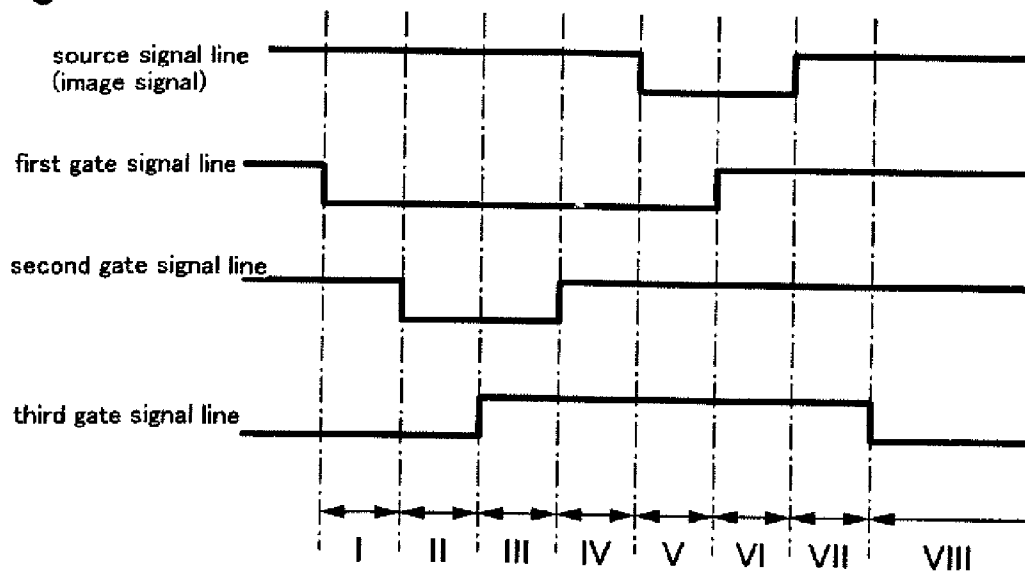 source signal line
(image signal)
first gate signal line
second gate signal line
third gate signal line
I II III IV V VI VII VIII